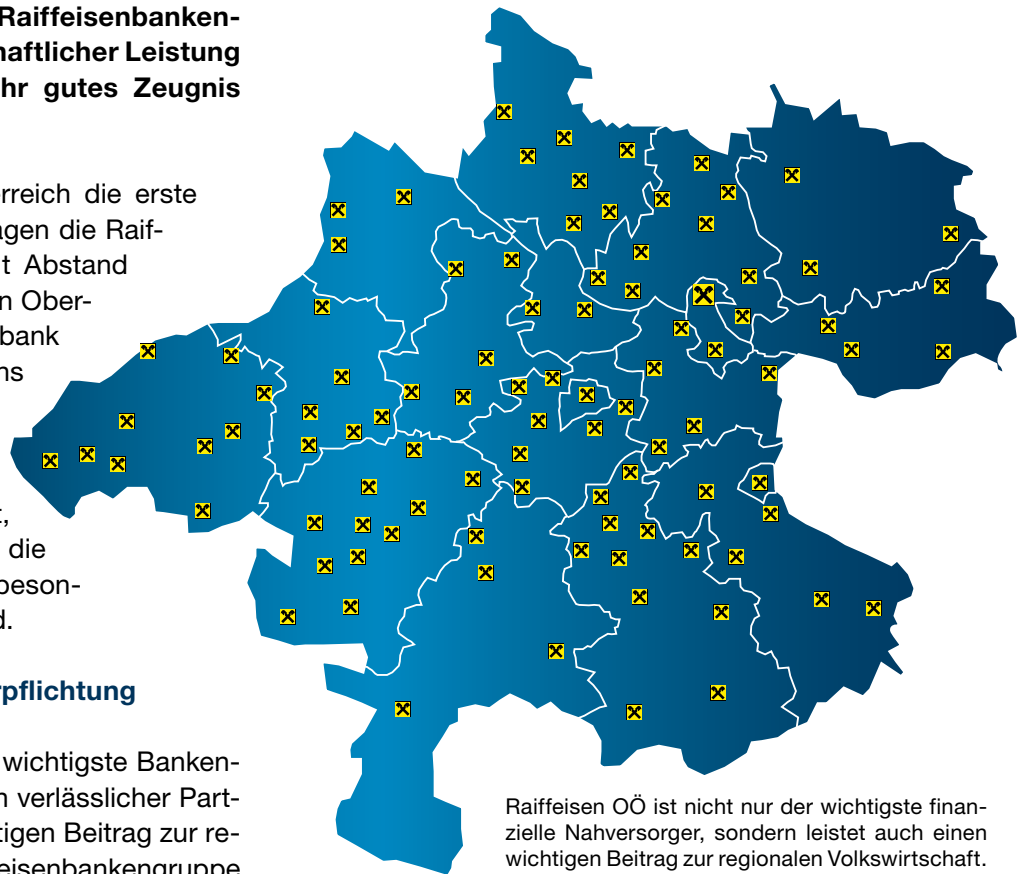 Raiffeisenbanken-
haftlicher Leistung
hr gutes Zeugnis
rreich die erste
agen die Raif-
t Abstand
n Ober-
bank
ns
t,
die
beson-
d.
rpflichtung
wichtigste Banken-
n verlässlicher Part-
tigen Beitrag zur re-
eisenbankengruppe
Raiffeisen OÖ ist nicht nur der wichtigste finan-
zielle Nahversorger, sondern leistet auch einen
wichtigen Beitrag zur regionalen Volkswirtschaft.